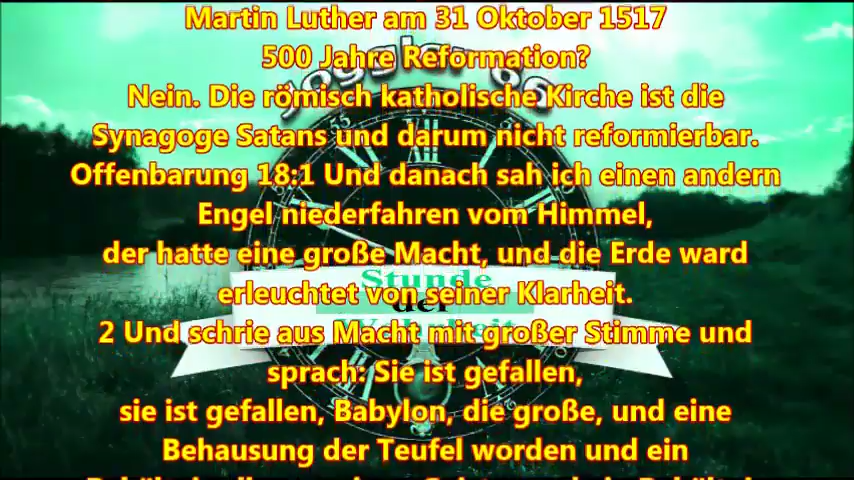 Martin Luther am 31 Oktober 1517
500 Jahre Reformation?
Nein. Die römisch katholische Kirche ist die
Synagoge Satans und darum nicht reformierbar.
Offenbarung 18:1 Und danach sah ich einen andern
Engel niederfahren vom Himmel,
der hatte eine große Macht, und die Erde ward
erleuchtet von seiner Klarheit.
2 Und schrie aus Macht mit großer Stimme und
sprach: Sie ist gefallen,
sie ist gefallen, Babylon, die große, und eine
Behausung der Teufel worden und ein
Stunde
der
XII